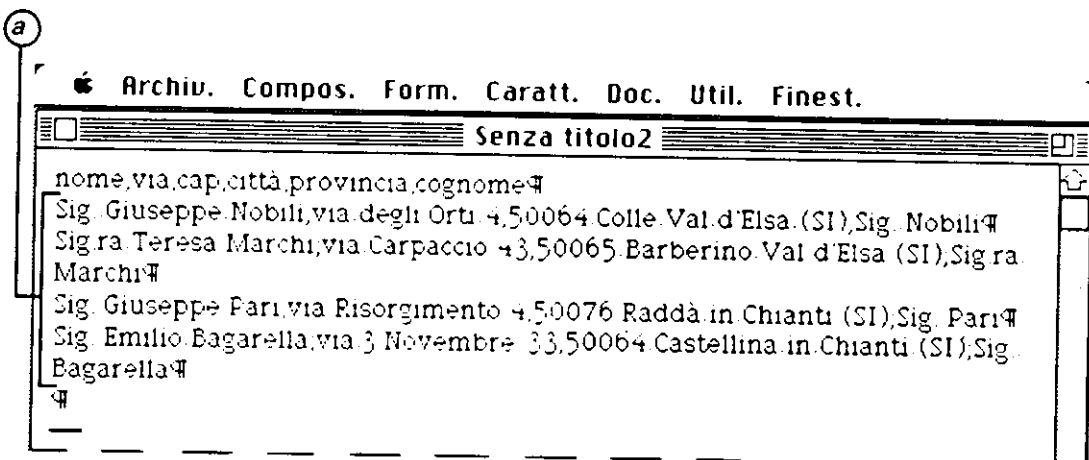 a
Archiv. Compos. Form. Caratt. Doc. Util. Finest.
Senza titolo2
nome,via,cap,città,provincia,cognome¶
Sig. Giuseppe Nobili,via degli Orti 4,50064 Colle Val d'Elsa (SI),Sig. Nobili¶
Sig.ra Teresa Marchi,via Carpaccio 43,50065 Barberino Val d'Elsa (SI),Sig.ra
Marchi¶
Sig. Giuseppe Pari,via Risorgimento 4,50076 Raddà in Chianti (SI),Sig. Pari¶
Sig. Emilio Bagarella,via 3 Novembre 33,50064 Castellina in Chianti (SI),Sig.
Bagarella¶
¶